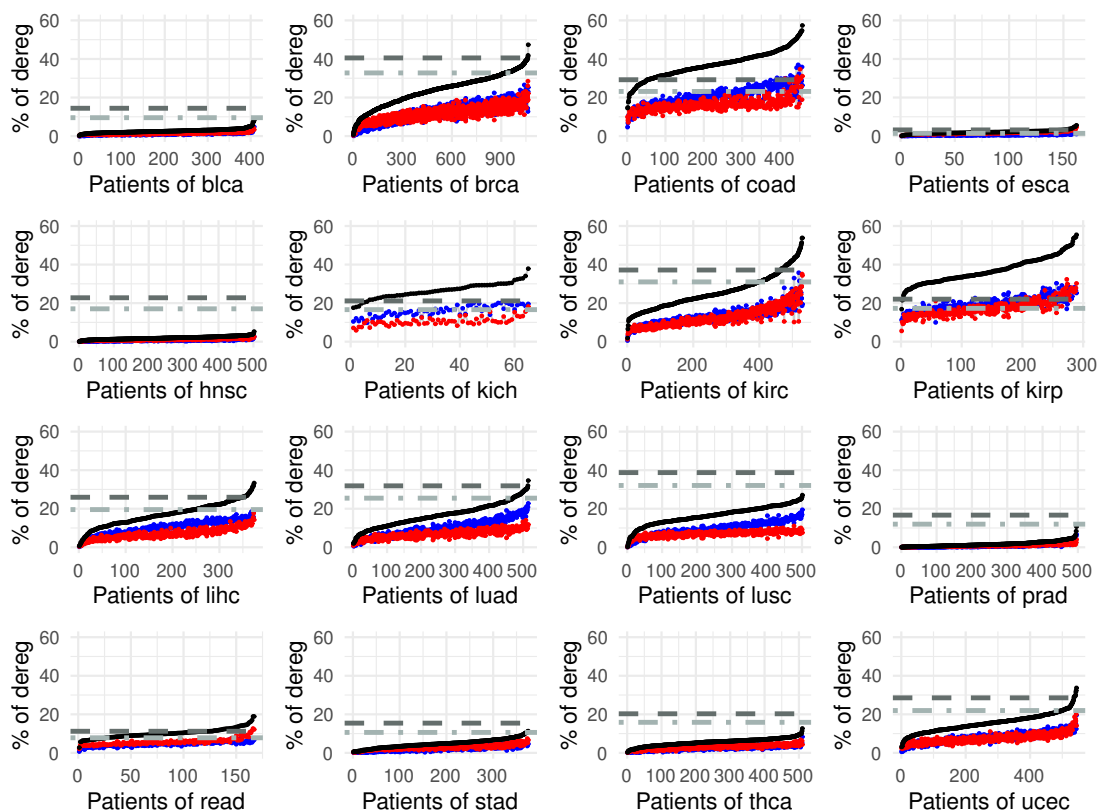 % of dereg
60
40
20
0
0 100 200 300 400
Patients of blca
% of dereg
60
40
20
0
0 300 600 900
Patients of brca
% of dereg
60
40
20
0
0 100 200 300 400
Patients of coad
% of dereg
60
40
20
0
0 50 100 150
Patients of esca
% of dereg
60
40
20
0
0 100 200 300 400 500
Patients of hnsc
% of dereg
60
40
20
0
0 20 40 60
Patients of kich
% of dereg
60
40
20
0
0 200 400
Patients of kirc
% of dereg
60
40
20
0
0 100 200 300
Patients of kirp
% of dereg
60
40
20
0
0 100 200 300
Patients of lihc
% of dereg
60
40
20
0
0 100 200 300 400 500
Patients of luad
% of dereg
60
40
20
0
0 100 200 300 400 500
Patients of lusc
% of dereg
60
40
20
0
0 100 200 300 400 500
Patients of prad
% of dereg
60
40
20
0
0 50 100 150
Patients of read
% of dereg
60
40
20
0
0 100 200 300
Patients of stad
% of dereg
60
40
20
0
0 100 200 300 400 500
Patients of thca
% of dereg
60
40
20
0
0 200 400
Patients of ucec